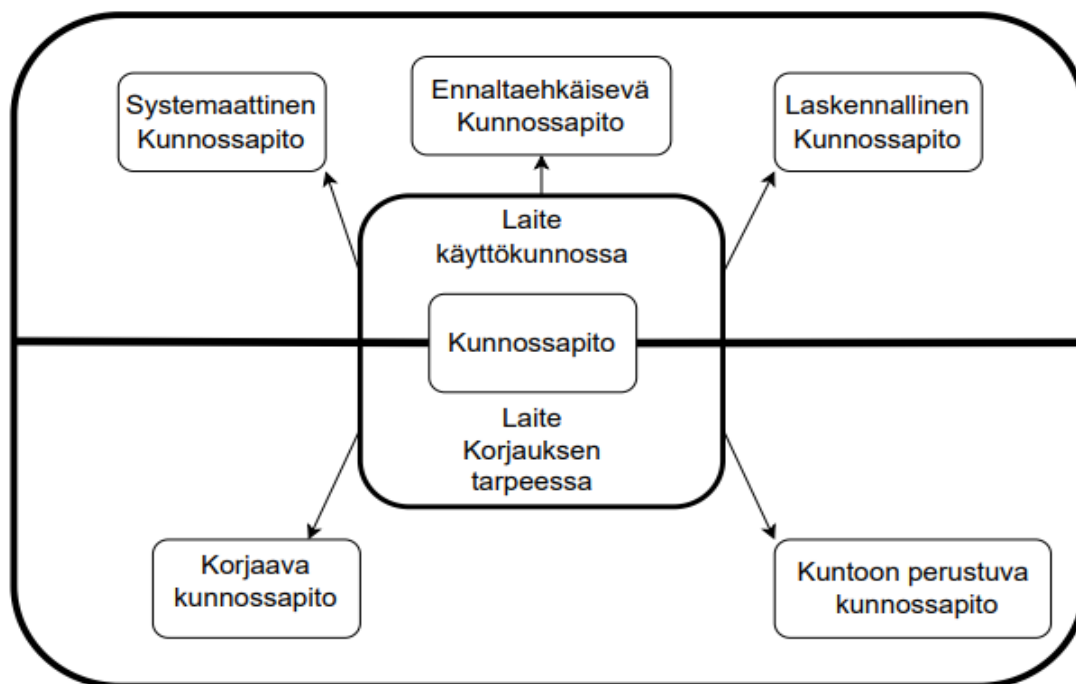 Systemaattinen
Kunnossapito
Ennaltaehkäisevä
Kunnossapito
Laskennallinen
Kunnossapito
Laite
käyttökunnossa
Kunnossapito
Laite
Korjauksen
tarpeessa
Korjaava
kunnossapito
Kuntoon perustuva
kunnossapito